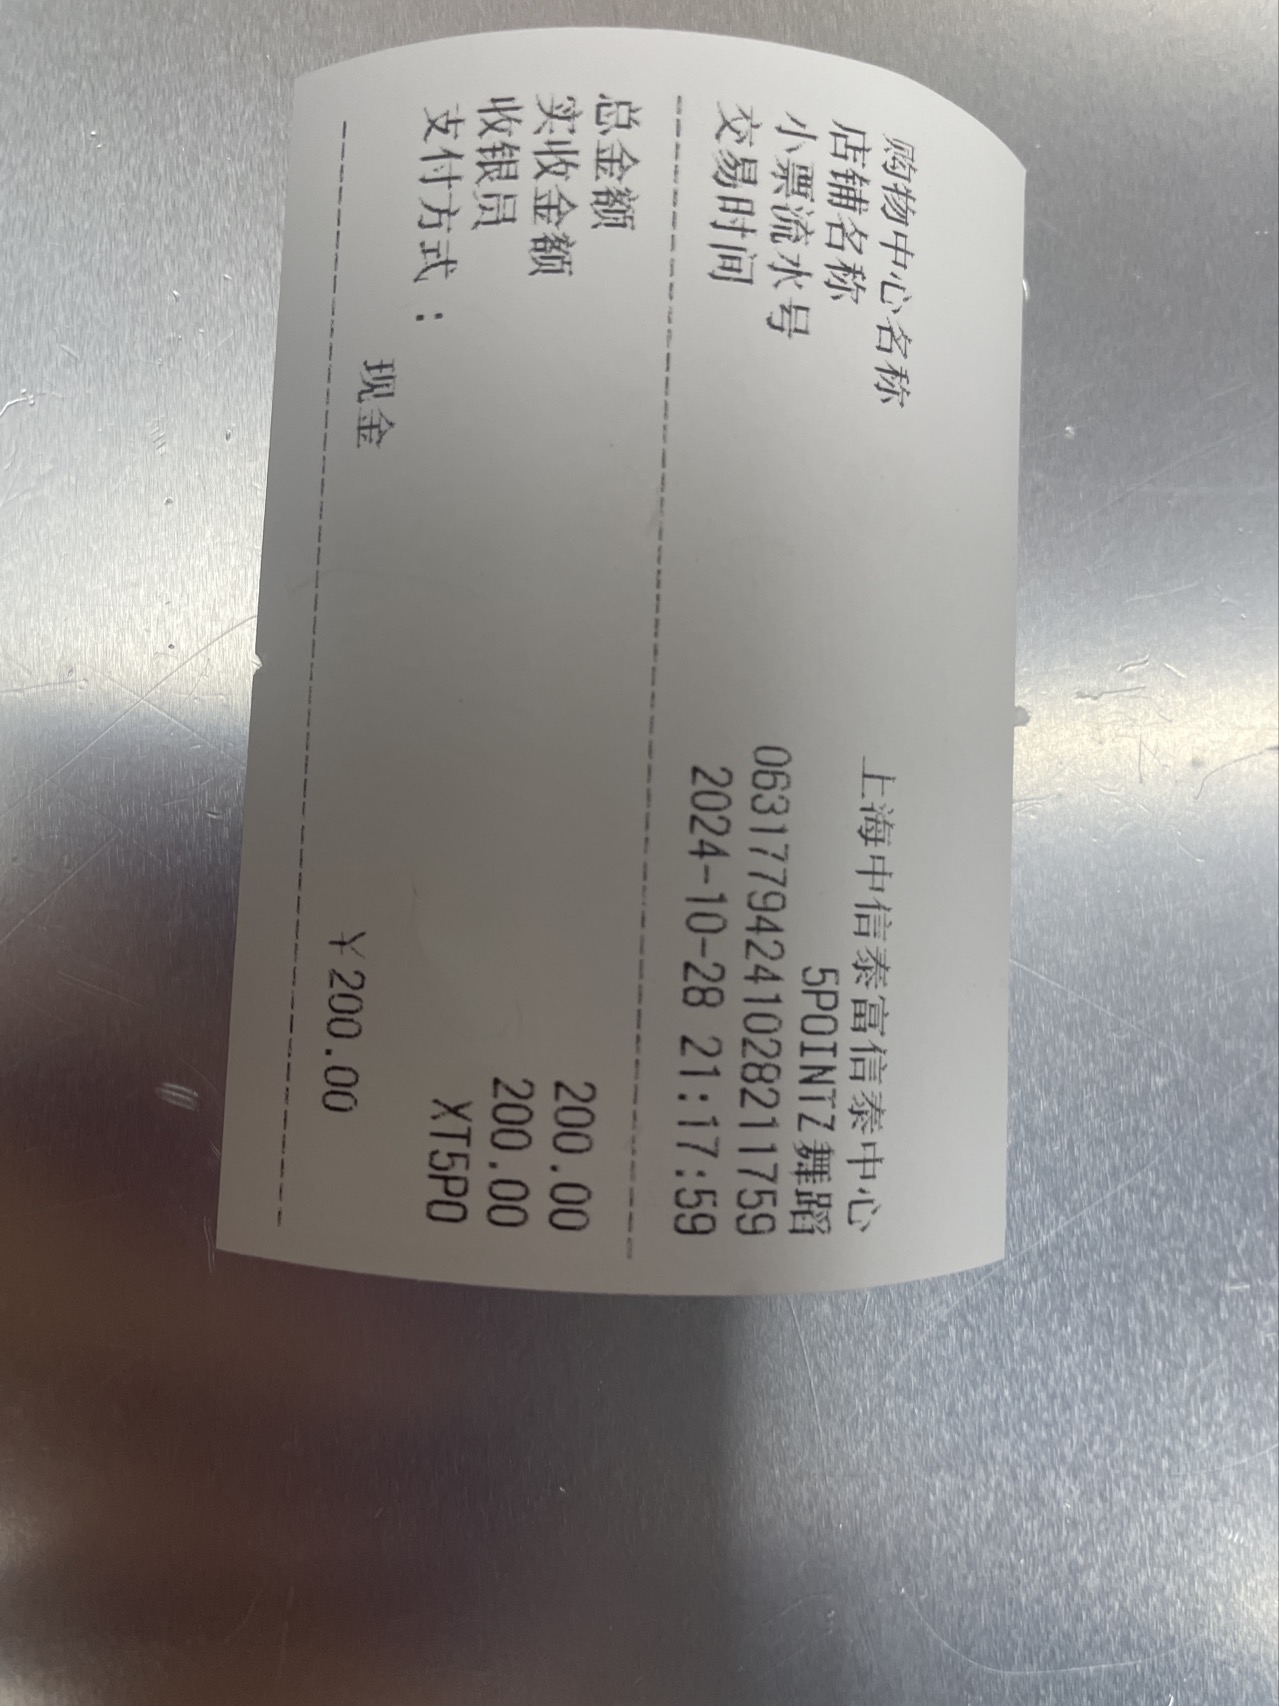 购物中心名称 上海中信泰富信泰中心
店铺名称 5POINTZ舞蹈
小票流水号 06317794241028211759
交易时间 2024-10-28 21:17:59
总金额 200.00
实收金额 200.00
收银员 XT5PO
支付方式：
现金 ￥200.00